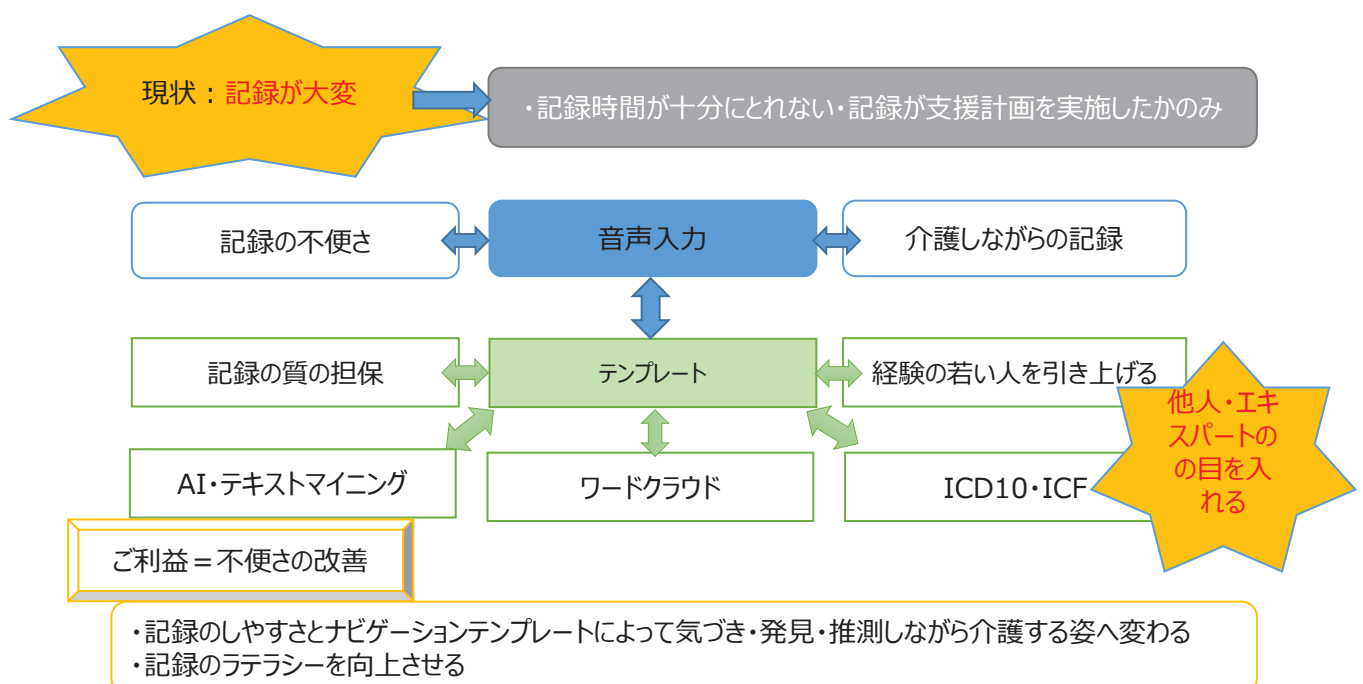 現状：記録が大変
・記録時間が十分にとれない・記録が支援計画を実施したかのみ
記録の不便さ
音声入力
介護しながらの記録
記録の質の担保
テンプレート
経験の若い人を引き上げる
他人・エキ
スパートの
の目を入
れる
AI・テキストマイニング
ワードクラウド
ICD10・ICF
ご利益＝不便さの改善
・記録のしやすさとナビゲーションテンプレートによって気づき・発見・推測しながら介護する姿へ変わる
・記録のラテラシーを向上させる